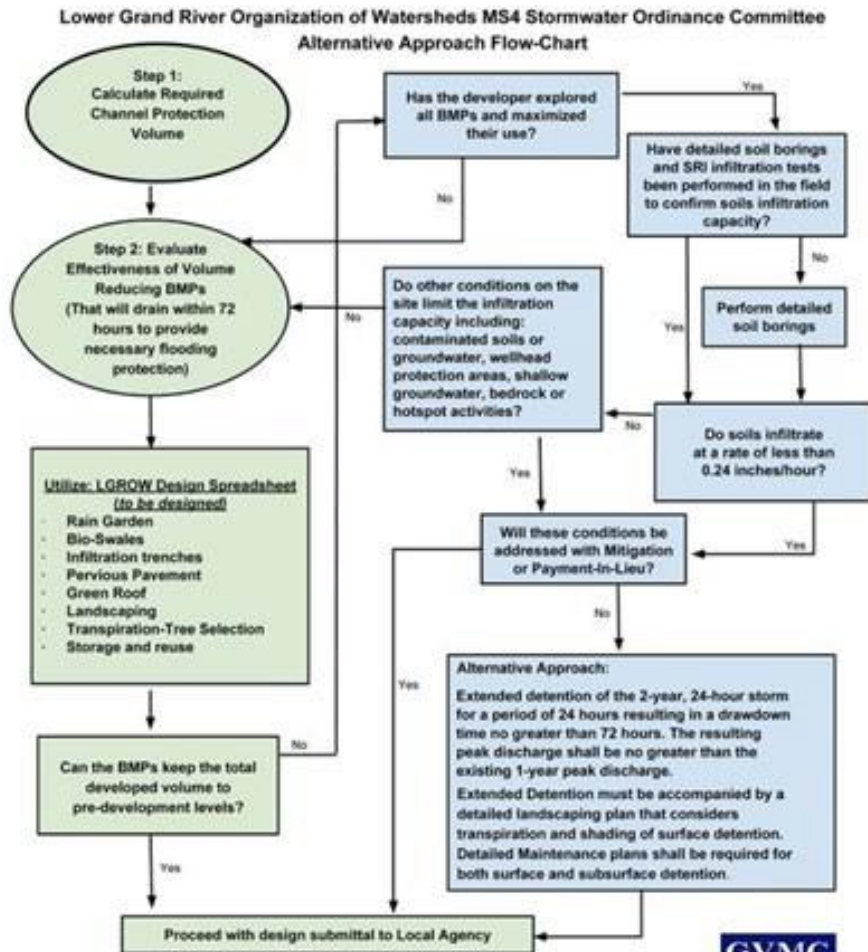 Lower Grand River Organization of Watersheds MS4 Stormwater Ordinance Committee
Alternative Approach Flow-Chart
Step 1:
Calculate Required
Channel Protection
Volume
Step 2: Evaluate
Effectiveness of Volume
Reducing BMPs
(That will drain within 72
hours to provide
necessary flooding
protection)
Utilize: LGROW Design Spreadsheet
(to be designed)
· Rain Garden
· Bio-Swales
· Infiltration trenches
· Pervious Pavement
· Green Roof
· Landscaping
· Transpiration-Tree Selection
· Storage and reuse
Can the BMPs keep the total
developed volume to
pre-development levels?
No
Yes
Has the developer explored
all BMPs and maximized
their use?
Yes
No
Have detailed soil borings
and SRI infiltration tests
been performed in the field
to confirm soils infiltration
capacity?
No
Yes
Perform detailed
soil borings
Do soils infiltrate
at a rate of less than
0.24 inches/hour?
No
Yes
Do other conditions on the
site limit the infiltration
capacity including:
contaminated soils or
groundwater, wellhead
protection areas, shallow
groundwater, bedrock or
hotspot activities?
No
Yes
Will these conditions be
addressed with Mitigation
or Payment-In-Lieu?
Yes
No
Alternative Approach:
Extended detention of the 2-year, 24-hour storm
for a period of 24 hours resulting in a drawdown
time no greater than 72 hours. The resulting
peak discharge shall be no greater than the
existing 1-year peak discharge.
Extended Detention must be accompanied by a
detailed landscaping plan that considers
transpiration and shading of surface detention.
Detailed Maintenance plans shall be required for
both surface and subsurface detention.
Proceed with design submittal to Local Agency
GVMC